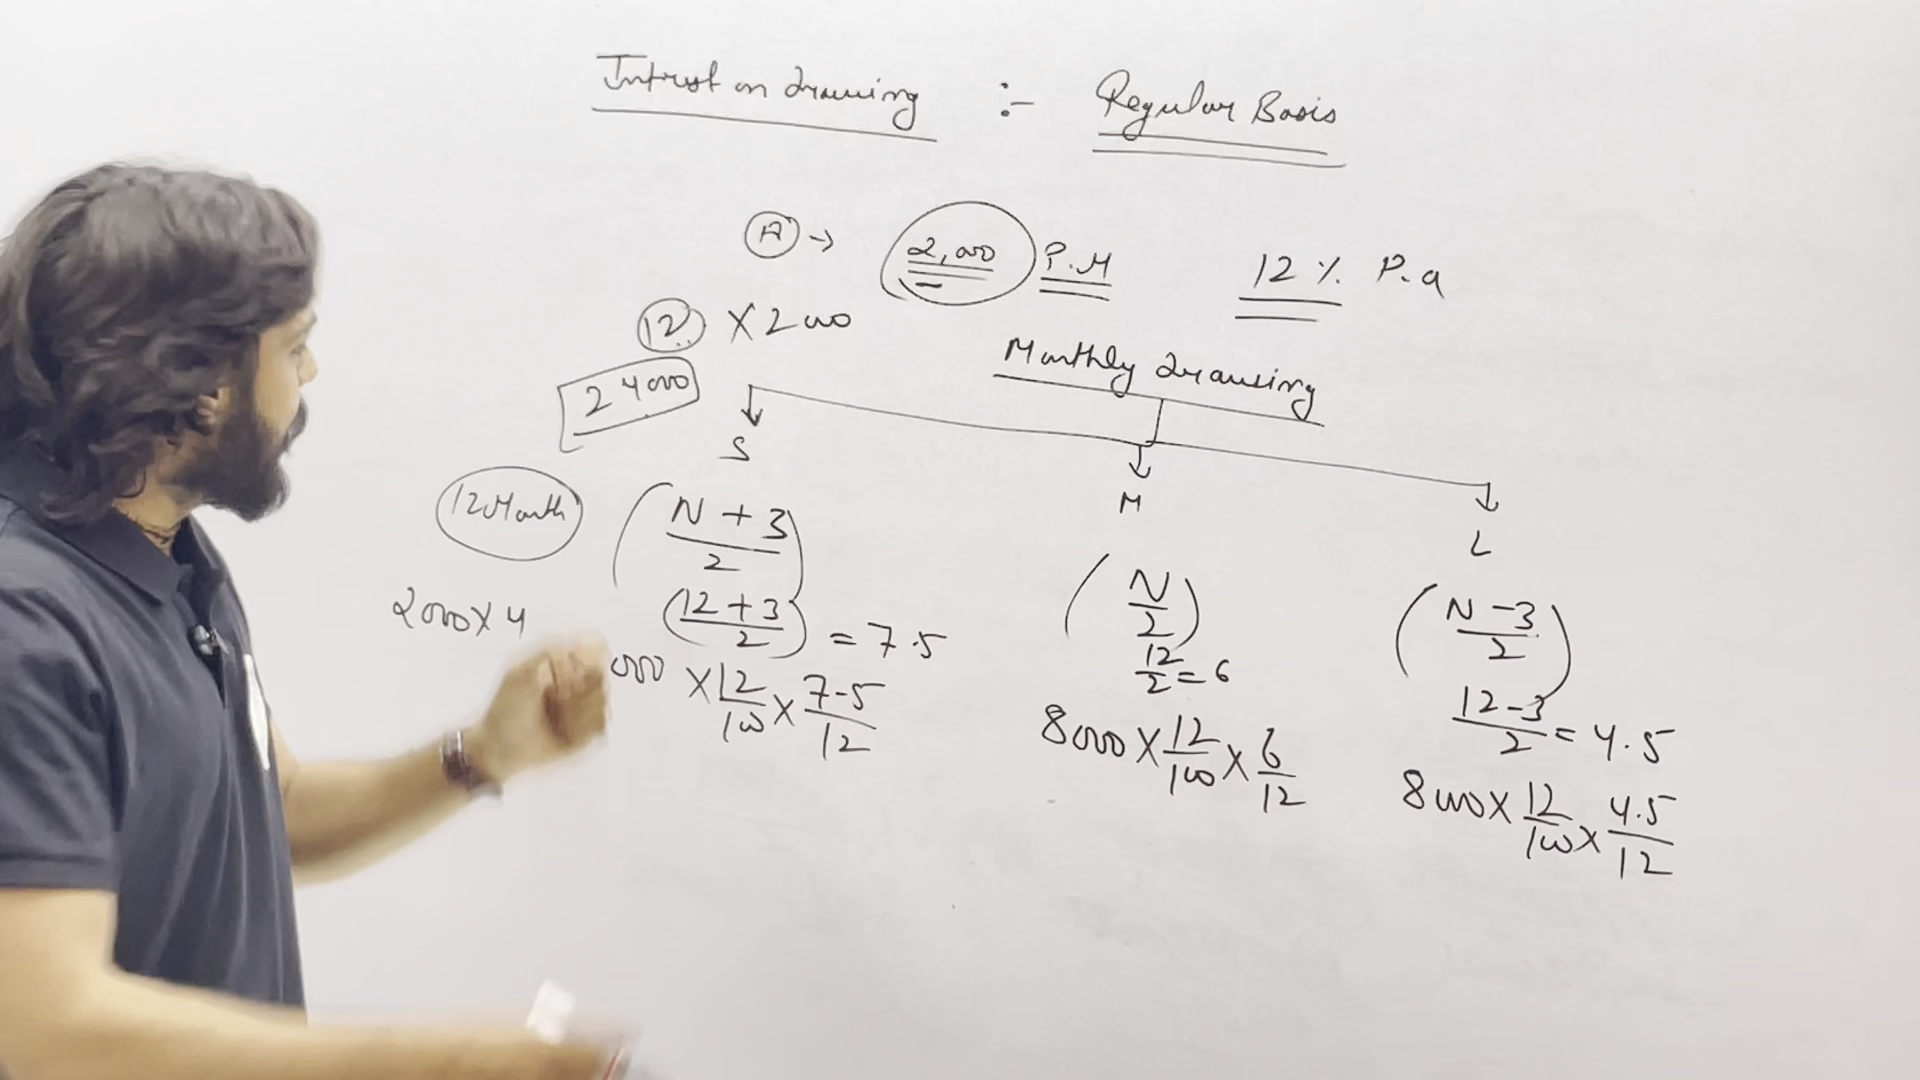 Intrest on drawing :- Regular Basis
A → 2,000 P.M 12% P.a
12 X 2000
24000
Monthly drawing
S M L
12 Month
(N + 3 / 2)
(N / 2)
(N - 3 / 2)
2000 X 4
(12 + 3 / 2) = 7.5
12 / 2 = 6
12 - 3 / 2 = 4.5
000 X 12/100 X 7-5/12
8000 X 12/100 X 6/12
8000 X 12/100 X 4.5/12